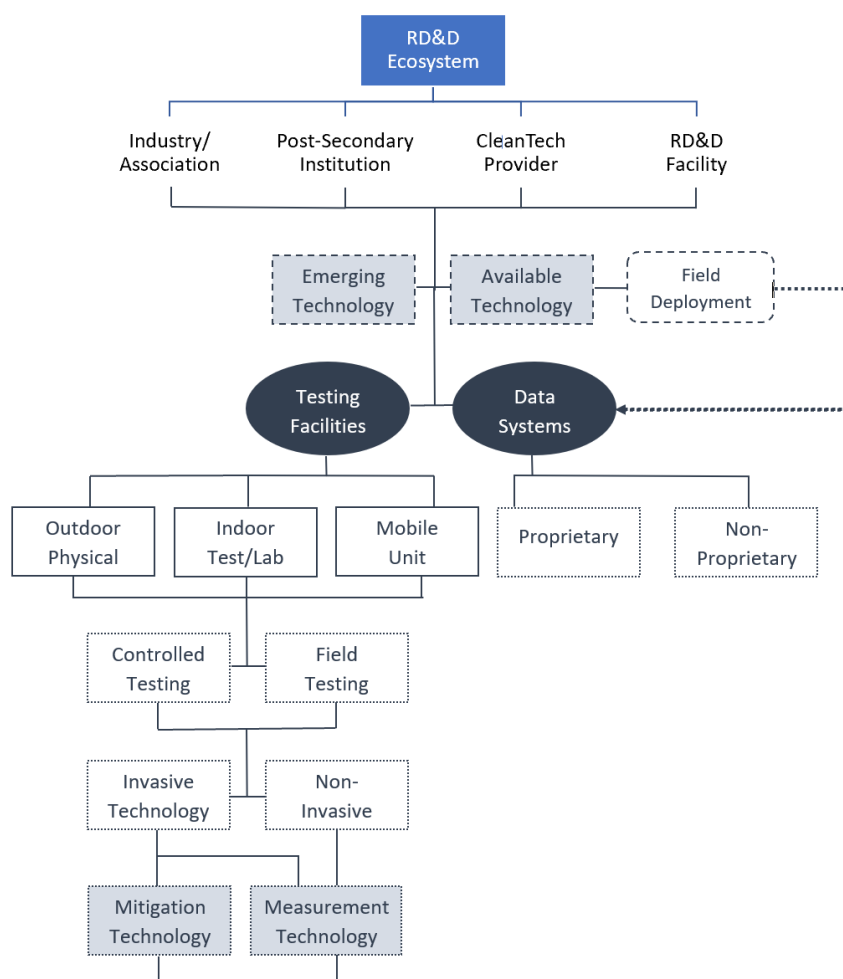 RD&D
Ecosystem
Industry/
Association
Post-Secondary
Institution
CleanTech
Provider
RD&D
Facility
Emerging
Technology
Available
Technology
Field
Deployment
Testing
Facilities
Data
Systems
Outdoor
Physical
Indoor
Test/Lab
Mobile
Unit
Proprietary
Non-
Proprietary
Controlled
Testing
Field
Testing
Invasive
Technology
Non-
Invasive
Mitigation
Technology
Measurement
Technology